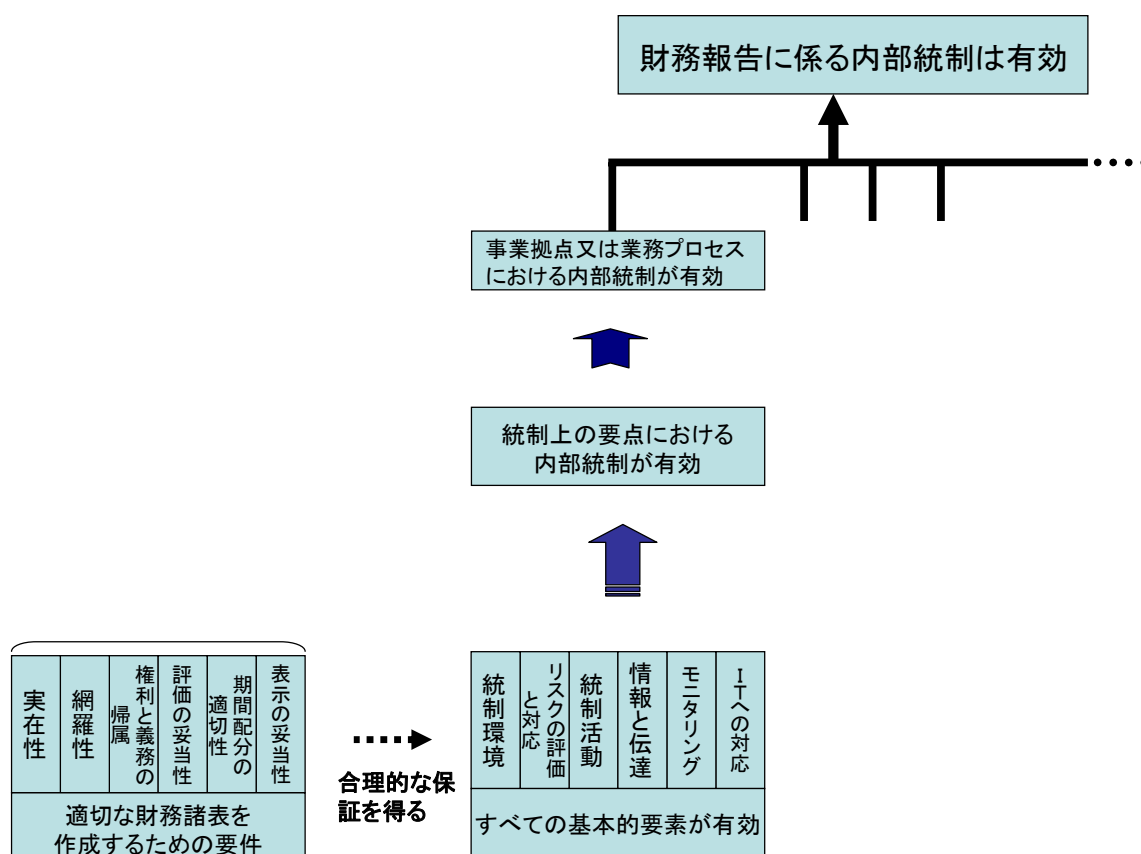 財務報告に係る内部統制は有効
事業拠点又は業務プロセス
における内部統制が有効
統制上の要点における
内部統制が有効
実在性
網羅性
権利と義務の
帰属
評価の妥当性
期間配分の
適切性
表示の妥当性
適切な財務諸表を
作成するための要件
合理的な保
証を得る
統制環境
リスクの評価
と対応
統制活動
情報と伝達
モニタリング
ITへの対応
すべての基本的要素が有効